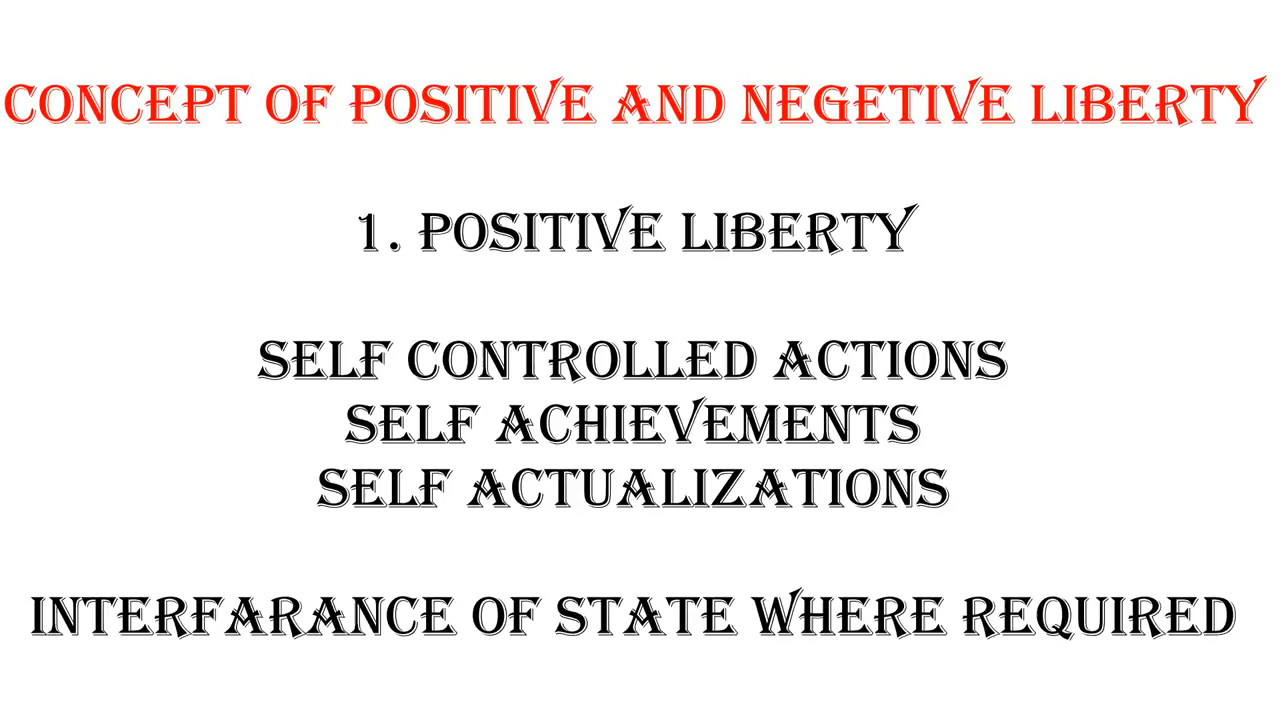 CONCEPT OF POSITIVE AND NEGETIVE LIBERTY
1. POSITIVE LIBERTY
SELF CONTROLLED ACTIONS
SELF ACHIEVEMENTS
SELF ACTUALIZATIONS
INTERFARANCE OF STATE WHERE REQUIRED